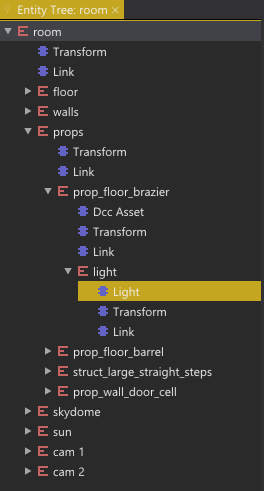 Entity Tree: room ×
room
Transform
Link
floor
walls
props
Transform
Link
prop_floor_brazier
Dcc Asset
Transform
Link
light
Light
Transform
Link
prop_floor_barrel
struct_large_straight_steps
prop_wall_door_cell
skydome
sun
cam 1
cam 2